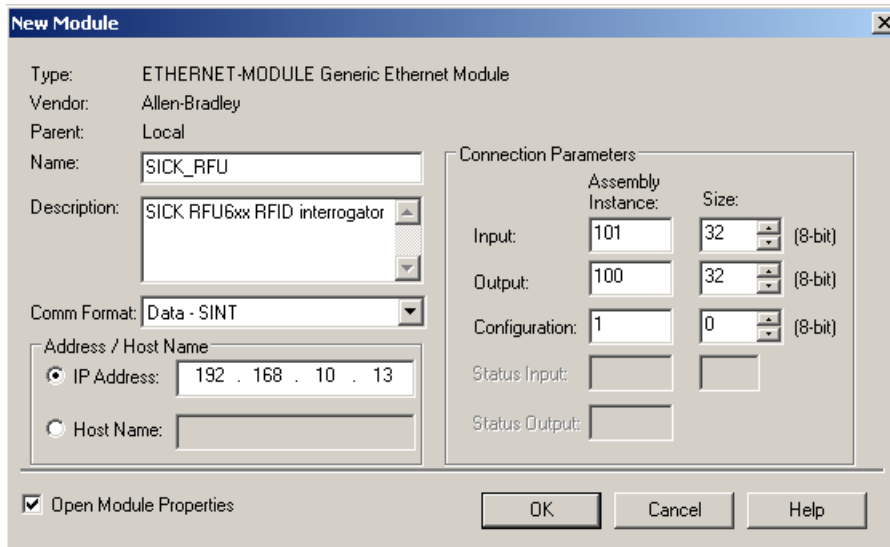 New Module
Type: ETHERNET-MODULE Generic Ethernet Module
Vendor: Allen-Bradley
Parent: Local
Name: SICK_RFU
Description: SICK RFU6xx RFID interrogator
Comm Format: Data - SINT
Address / Host Name
IP Address: 192 . 168 . 10 . 13
Host Name:
Connection Parameters
Assembly Instance: Size:
Input: 101 32 (8-bit)
Output: 100 32 (8-bit)
Configuration: 1 0 (8-bit)
Status Input:
Status Output:
Open Module Properties
OK Cancel Help